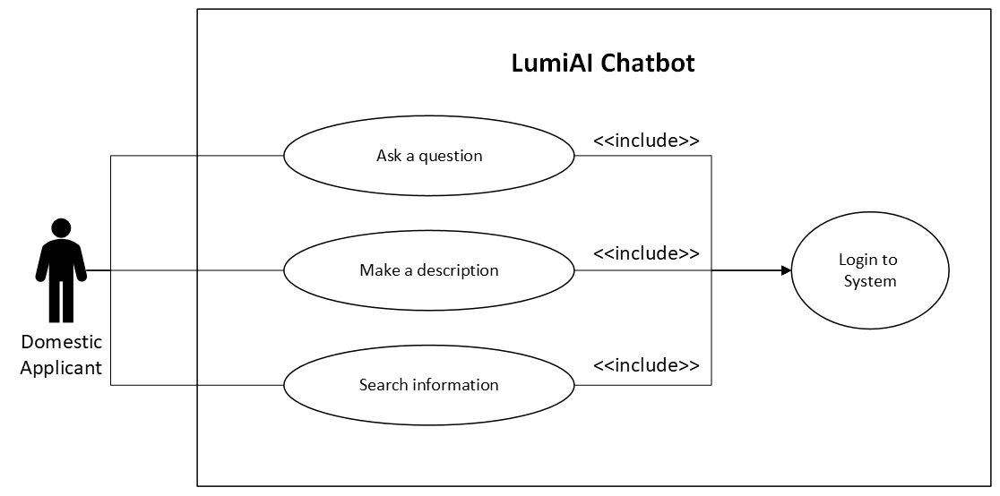 LumiAI Chatbot
Ask a question
<<include>>
Make a description
<<include>>
Login to
System
Domestic
Applicant
Search information
<<include>>